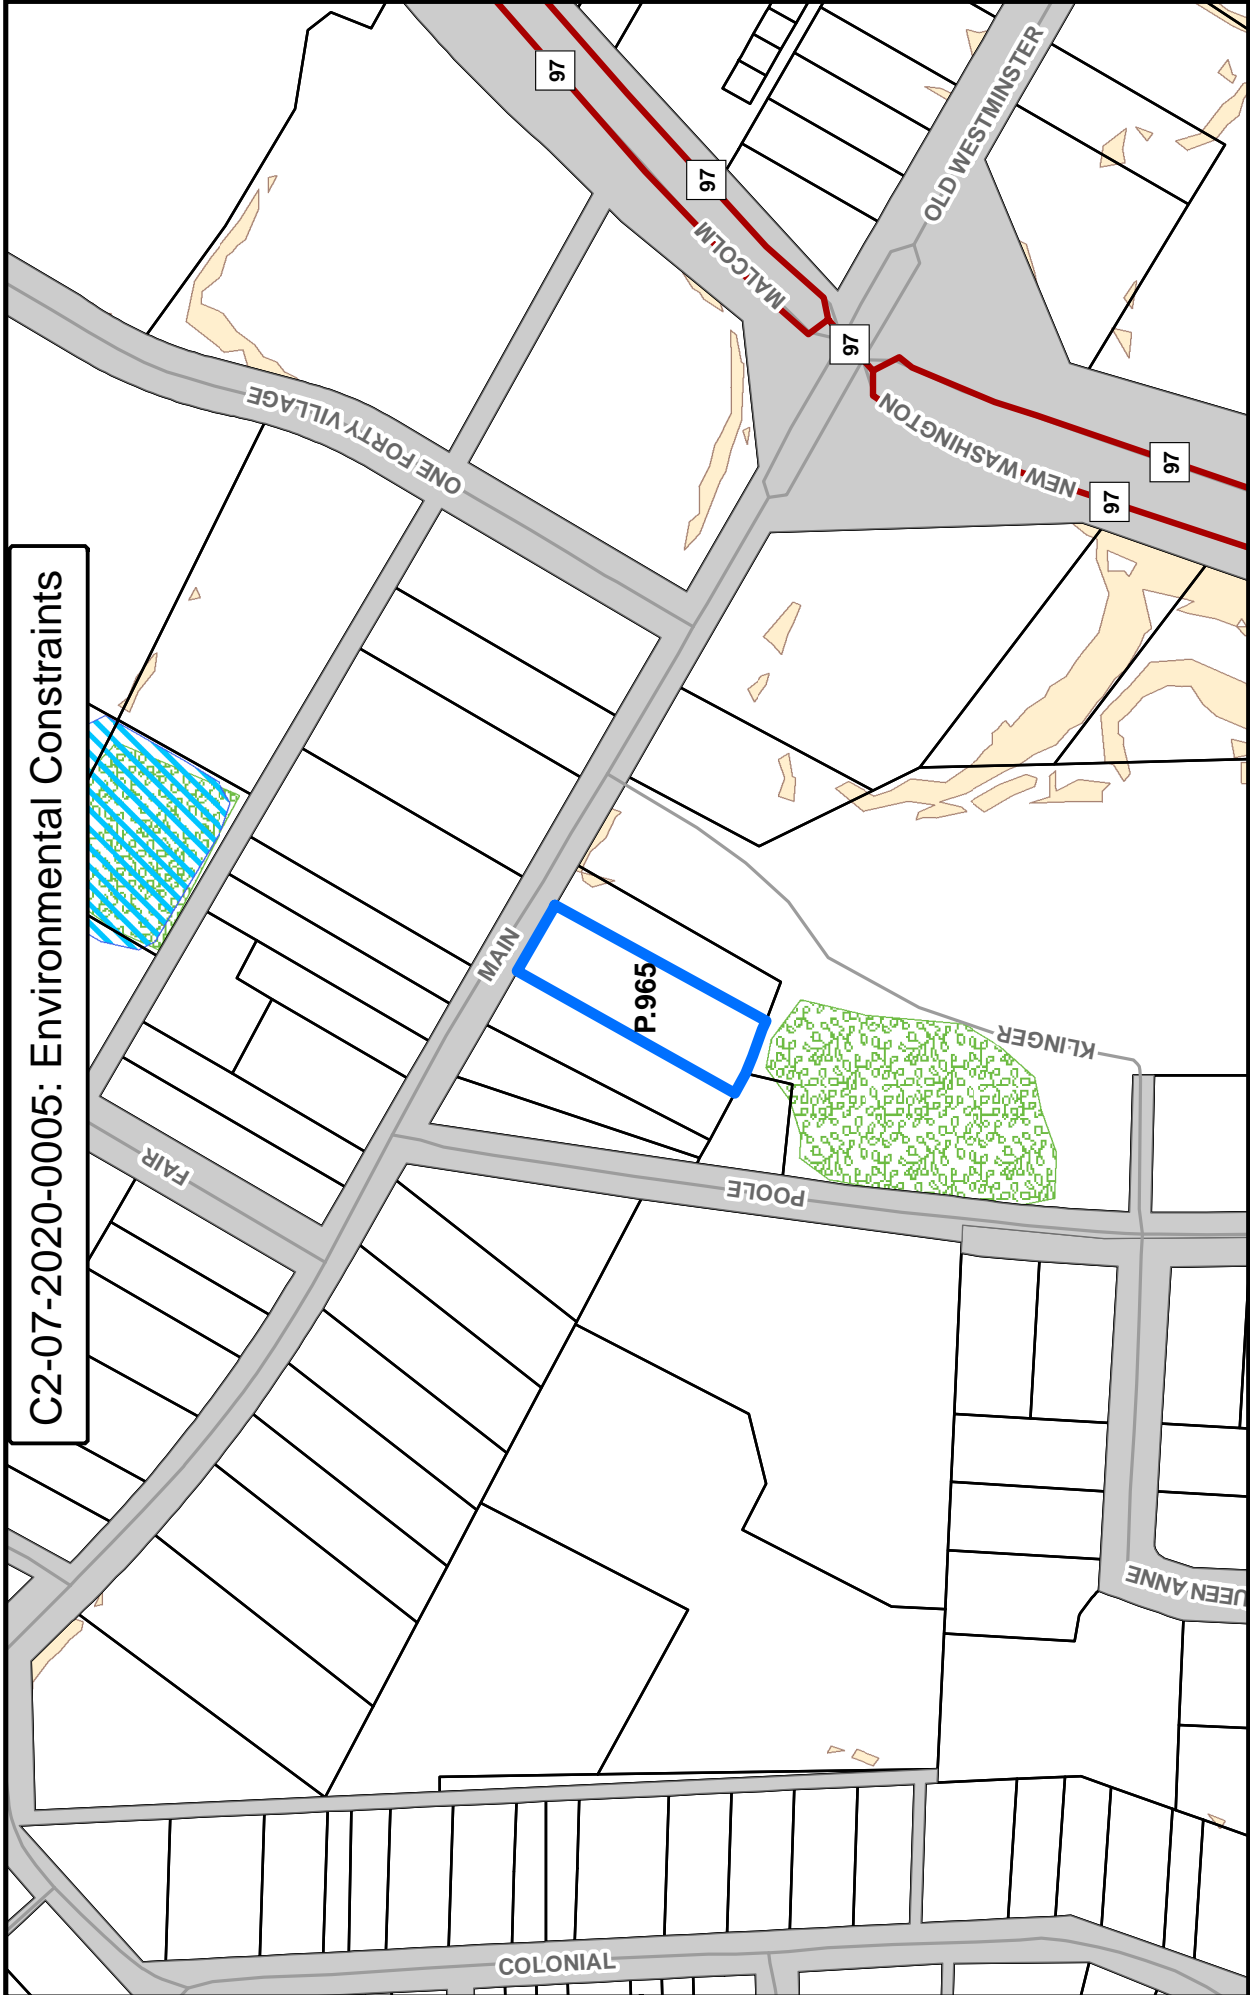 C2-07-2020-0005: Environmental Constraints
97
97
MALCOLM
OLD WESTMINSTER
97
NEW WASHINGTON
97
97
ONE FORTY VILLAGE
MAIN
P.965
KLINGER
FAIR
POOLE
UEEN ANNE
COLONIAL